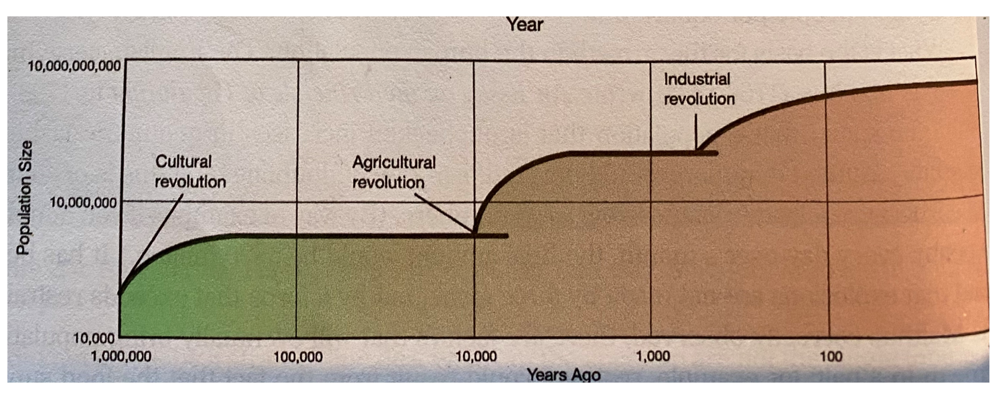 Year
10,000,000,000
Industrial
revolution
Cultural
revolution
Agricultural
revolution
Population Size
10,000,000
10,000
1,000,000
100,000
10,000
1,000
100
Years Ago